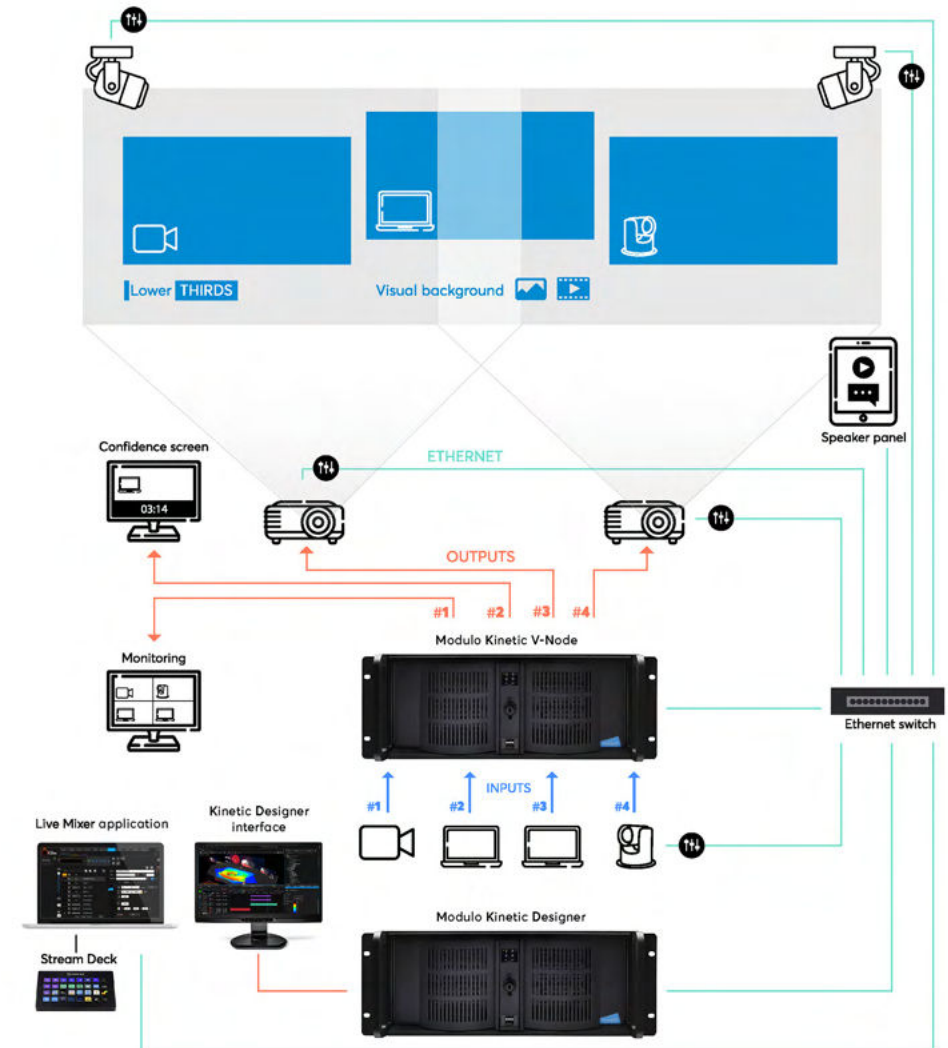 Lower THIRDS
Visual background
Speaker panel
Confidence screen
03:14
ETHERNET
OUTPUTS
#1
#2
#3
#4
Modulo Kinetic V-Node
Monitoring
Ethernet switch
INPUTS
#1
#2
#3
#4
Live Mixer application
Kinetic Designer
interface
Modulo Kinetic Designer
Stream Deck